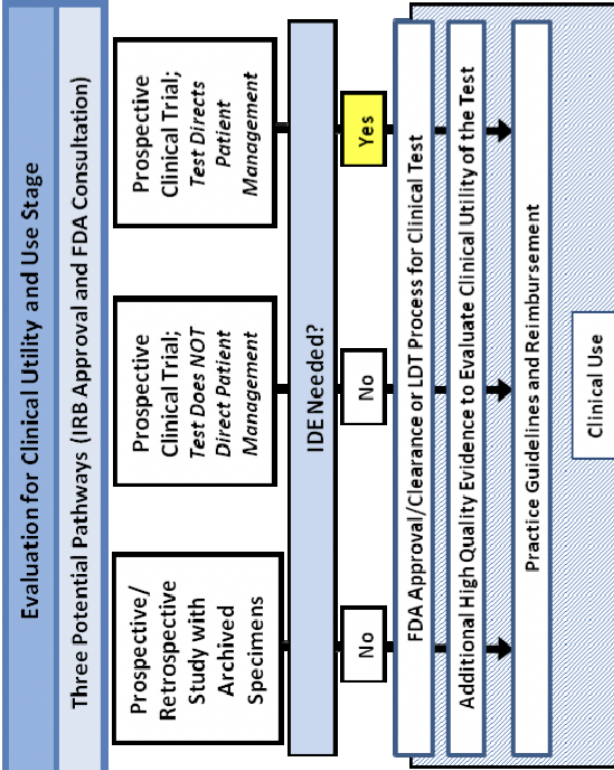 Evaluation for Clinical Utility and Use Stage
Three Potential Pathways (IRB Approval and FDA Consultation)
Prospective/
Retrospective
Study with
Archived
Specimens
Prospective
Clinical Trial;
Test Does NOT
Direct Patient
Management
Prospective
Clinical Trial;
Test Directs
Patient
Management
IDE Needed?
No
No
Yes
FDA Approval/Clearance or LDT Process for Clinical Test
Additional High Quality Evidence to Evaluate Clinical Utility of the Test
Practice Guidelines and Reimbursement
Clinical Use